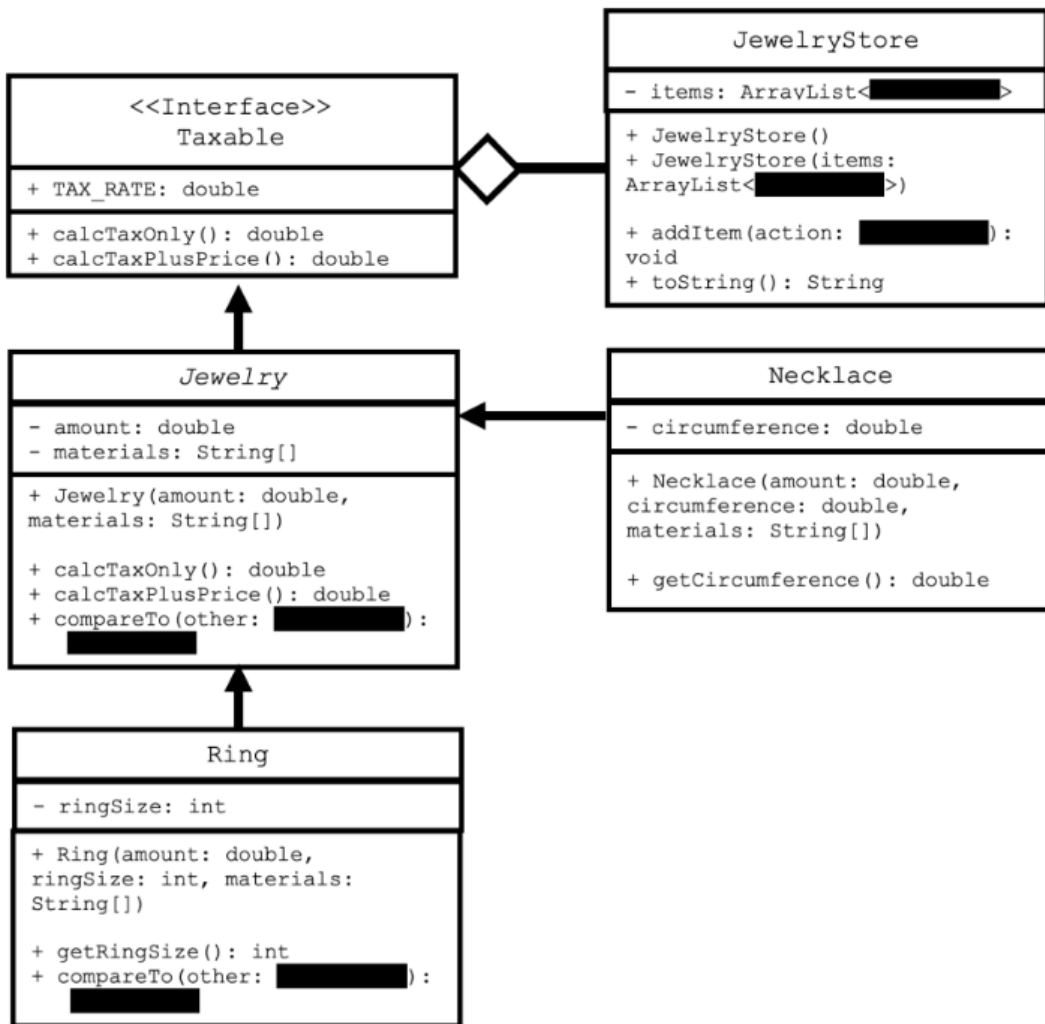 <<Interface>>
Taxable
+ TAX_RATE: double
+ calcTaxOnly(): double
+ calcTaxPlusPrice(): double
JewelryStore
- items: ArrayList< >
+ JewelryStore()
+ JewelryStore(items:
ArrayList< >)
+ addItem(action: ):
void
+ toString(): String
Jewelry
- amount: double
- materials: String[]
+ Jewelry(amount: double,
materials: String[])
+ calcTaxOnly(): double
+ calcTaxPlusPrice(): double
+ compareTo(other: ):
Necklace
- circumference: double
+ Necklace(amount: double,
circumference: double,
materials: String[])
+ getCircumference(): double
Ring
- ringSize: int
+ Ring(amount: double,
ringSize: int, materials:
String[])
+ getRingSize(): int
+ compareTo(other: ):